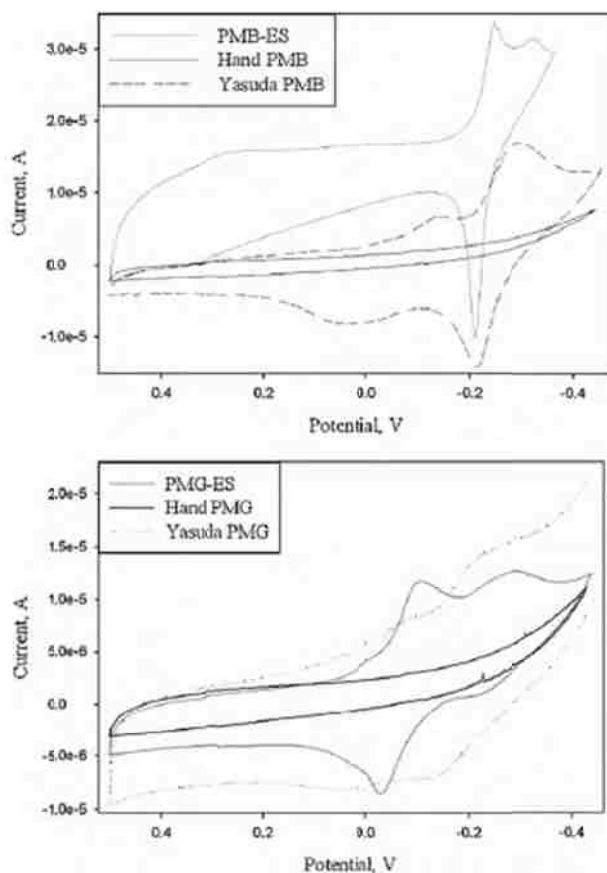 PMB-ES
Hand PMB
Yasuda PMB
Current, A
3.0e-5
2.0e-5
1.0e-5
0.0
-1.0e-5
0.4 0.2 0.0 -0.2 -0.4
Potential, V
PMG-ES
Hand PMG
Yasuda PMG
Current, A
2.0e-5
1.5e-5
1.0e-5
5.0e-6
0.0
-5.0e-6
-1.0e-5
0.4 0.2 0.0 -0.2 -0.4
Potential, V